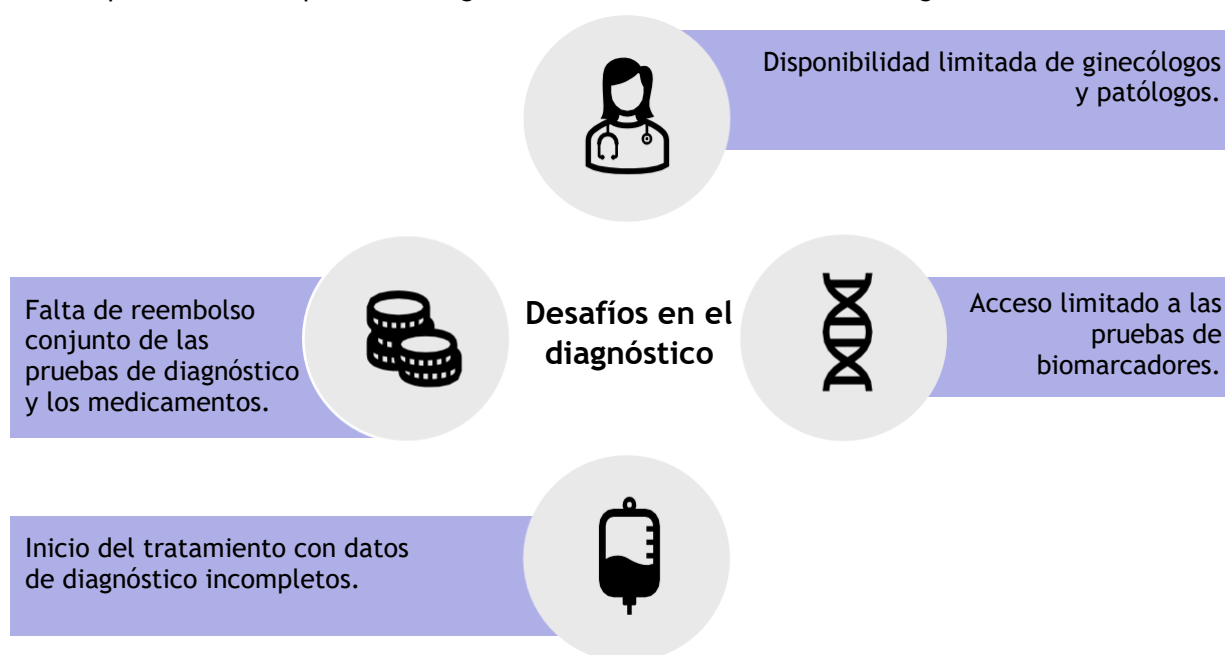 Disponibilidad limitada de ginecólogos
y patólogos.
Falta de reembolso
conjunto de las
pruebas de diagnóstico
y los medicamentos.
Desafíos en el
diagnóstico
Acceso limitado a las
pruebas de
biomarcadores.
Inicio del tratamiento con datos
de diagnóstico incompletos.